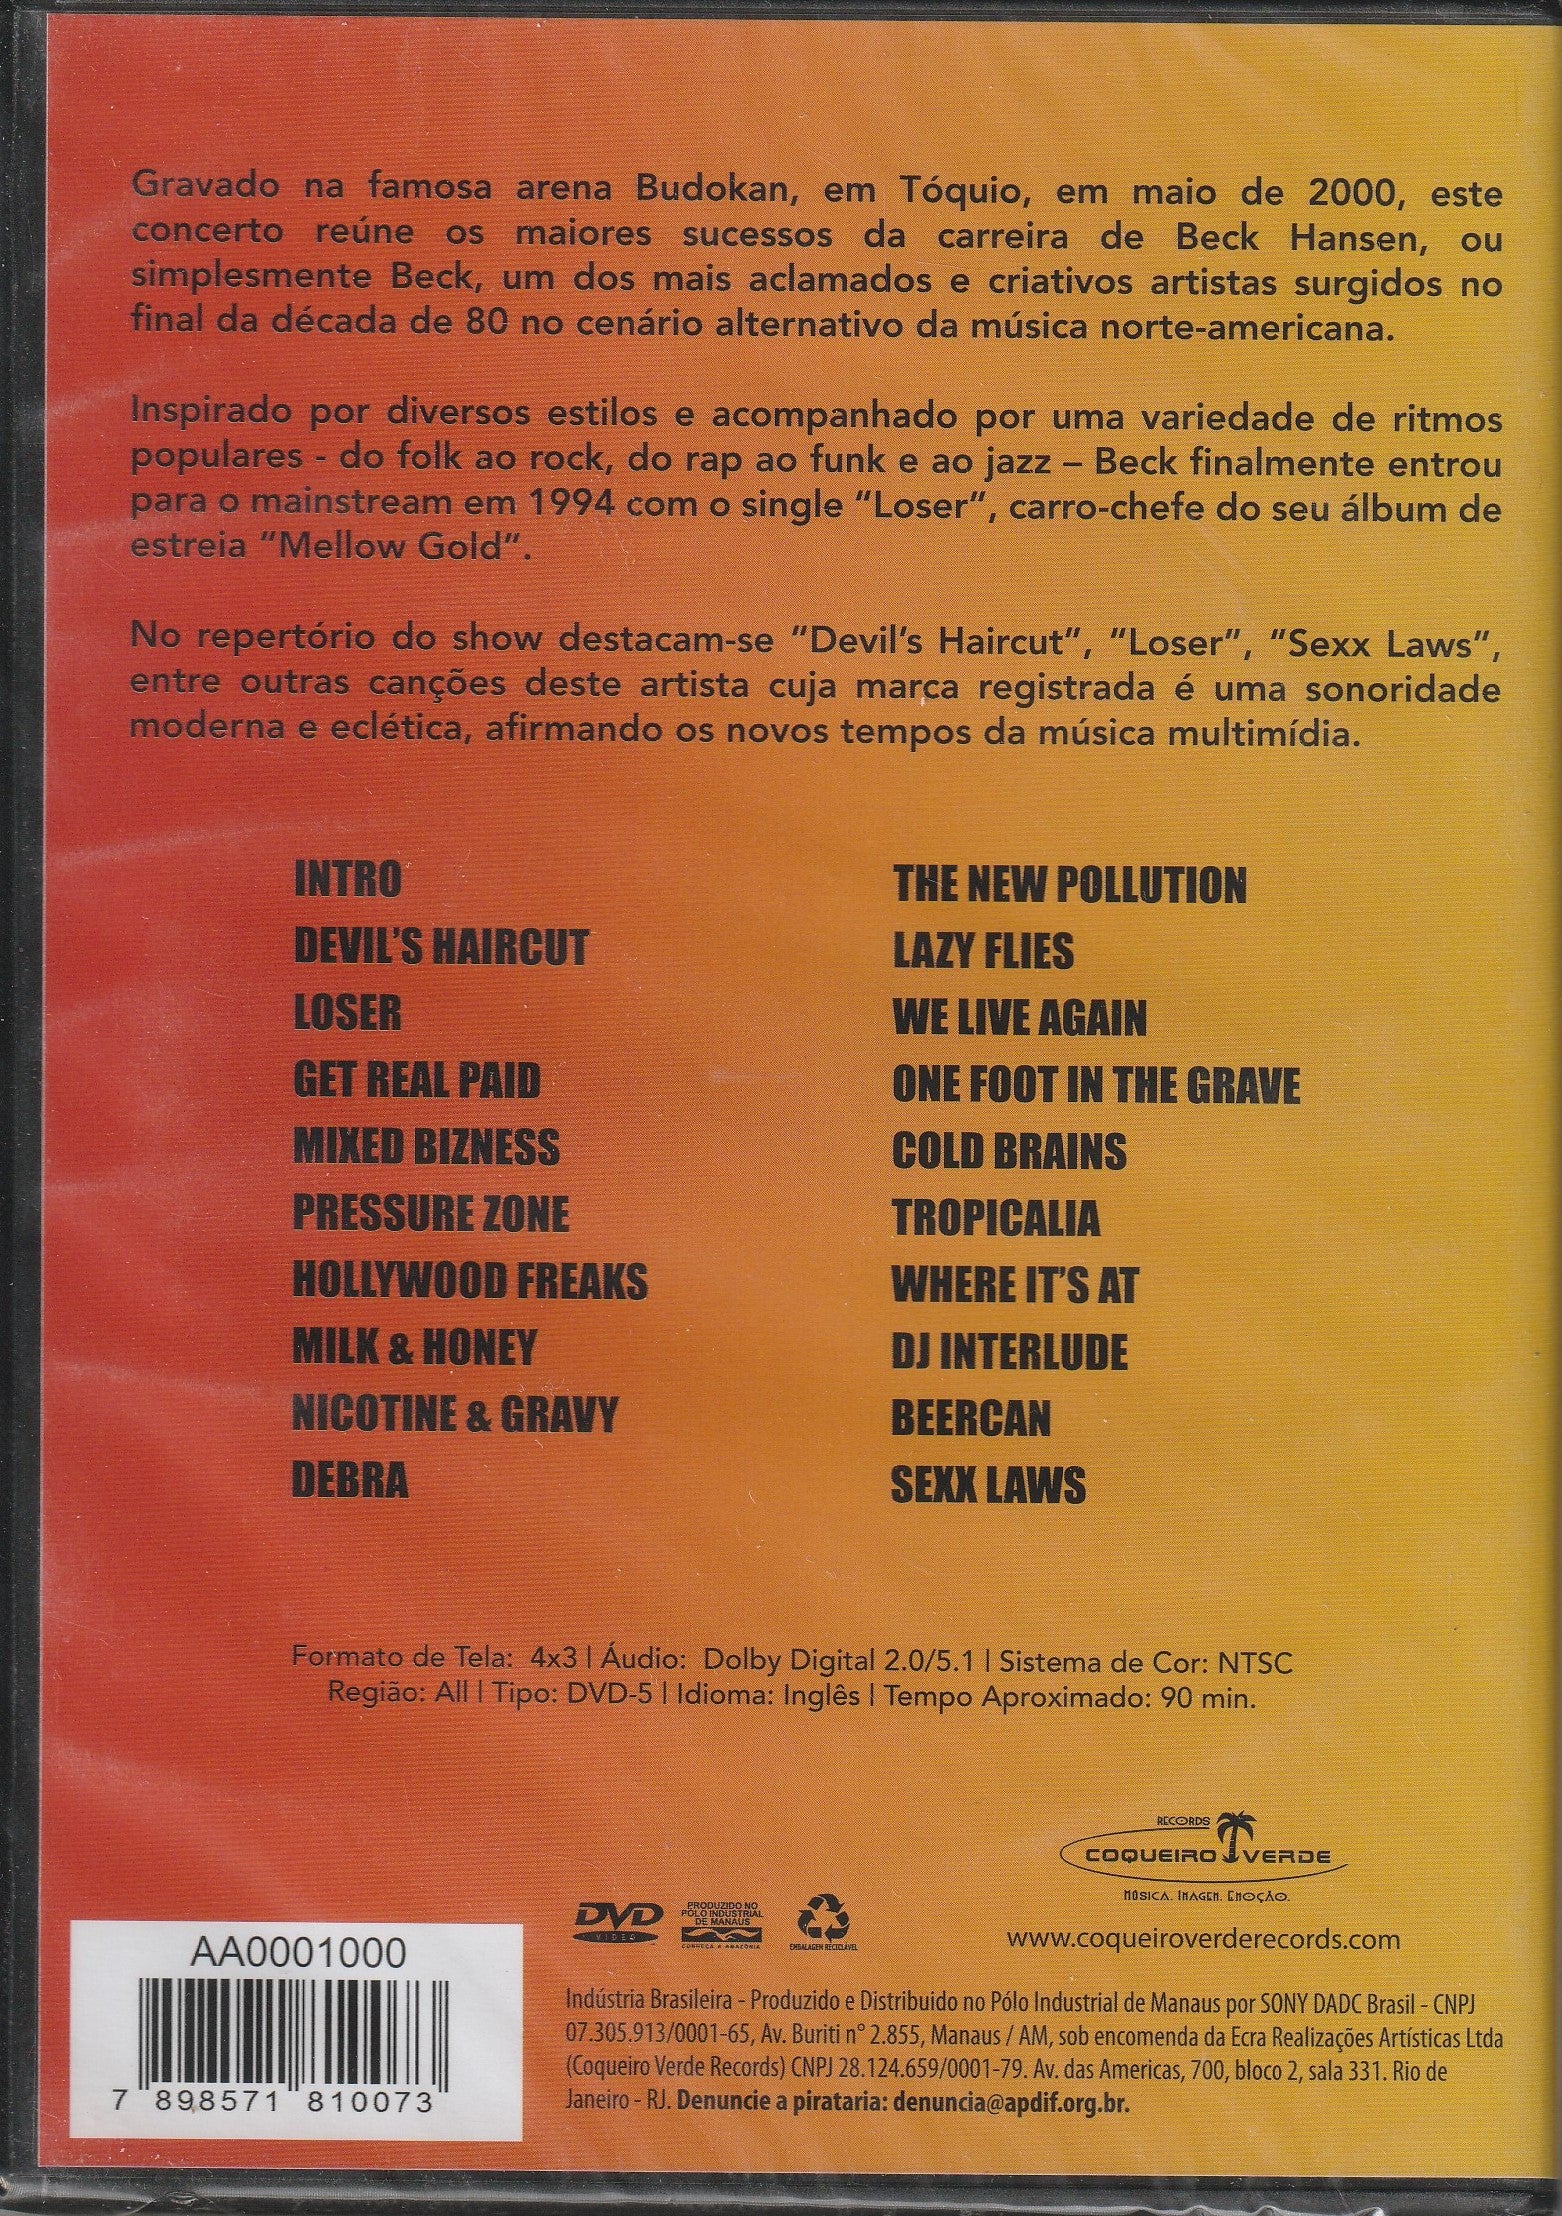 Gravado na famosa arena Budokan, em Tóquio, em maio de 2000, este
concerto reúne os maiores sucessos da carreira de Beck Hansen, ou
simplesmente Beck, um dos mais aclamados e criativos artistas surgidos no
final da década de 80 no cenário alternativo da música norte-americana.
Inspirado por diversos estilos e acompanhado por uma variedade de ritmos
populares - do folk ao rock, do rap ao funk e ao jazz – Beck finalmente entrou
para o mainstream em 1994 com o single "Loser", carro-chefe do seu álbum de
estreia "Mellow Gold".
No repertório do show destacam-se "Devil's Haircut", "Loser", "Sexx Laws",
entre outras canções deste artista cuja marca registrada é uma sonoridade
moderna e eclética, afirmando os novos tempos da música multimídia.
INTRO
DEVIL'S HAIRCUT
LOSER
GET REAL PAID
MIXED BIZNESS
PRESSURE ZONE
HOLLYWOOD FREAKS
MILK & HONEY
NICOTINE & GRAVY
DEBRA
THE NEW POLLUTION
LAZY FLIES
WE LIVE AGAIN
ONE FOOT IN THE GRAVE
COLD BRAINS
TROPICALIA
WHERE IT'S AT
DJ INTERLUDE
BEERCAN
SEXX LAWS
Formato de Tela: 4x3 | Áudio: Dolby Digital 2.0/5.1 | Sistema de Cor: NTSC
Região: All | Tipo: DVD-5 | Idioma: Inglês | Tempo Aproximado: 90 min.
RECORDS
COQUEIRO VERDE
MÚSICA. IMAGEM. EMOÇÃO.
www.coqueiroverderecords.com
DVD
VIDEO
PRODUZIDO NO
PÓLO INDUSTRIAL
DE MANAUS
CONHEÇA A AMAZÔNIA
EMBALAGEM RECICLÁVEL
AA0001000
7 898571 810073
Indústria Brasileira - Produzido e Distribuido no Pólo Industrial de Manaus por SONY DADC Brasil - CNPJ
07.305.913/0001-65, Av. Buriti n° 2.855, Manaus / AM, sob encomenda da Ecra Realizações Artísticas Ltda
(Coqueiro Verde Records) CNPJ 28.124.659/0001-79. Av. das Americas, 700, bloco 2, sala 331. Rio de
Janeiro - RJ. Denuncie a pirataria: denuncia@apdif.org.br.